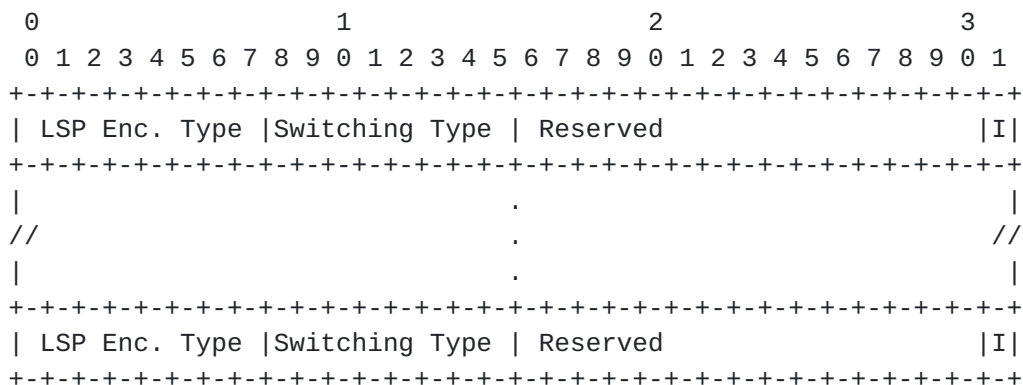 0                   1                   2                   3
 0 1 2 3 4 5 6 7 8 9 0 1 2 3 4 5 6 7 8 9 0 1 2 3 4 5 6 7 8 9 0 1
+-+-+-+-+-+-+-+-+-+-+-+-+-+-+-+-+-+-+-+-+-+-+-+-+-+-+-+-+-+-+-+-+
| LSP Enc. Type |Switching Type | Reserved                    |I|
+-+-+-+-+-+-+-+-+-+-+-+-+-+-+-+-+-+-+-+-+-+-+-+-+-+-+-+-+-+-+-+-+
|                               .                               |
//                              .                              //
|                               .                               |
+-+-+-+-+-+-+-+-+-+-+-+-+-+-+-+-+-+-+-+-+-+-+-+-+-+-+-+-+-+-+-+-+
| LSP Enc. Type |Switching Type | Reserved                    |I|
+-+-+-+-+-+-+-+-+-+-+-+-+-+-+-+-+-+-+-+-+-+-+-+-+-+-+-+-+-+-+-+-+